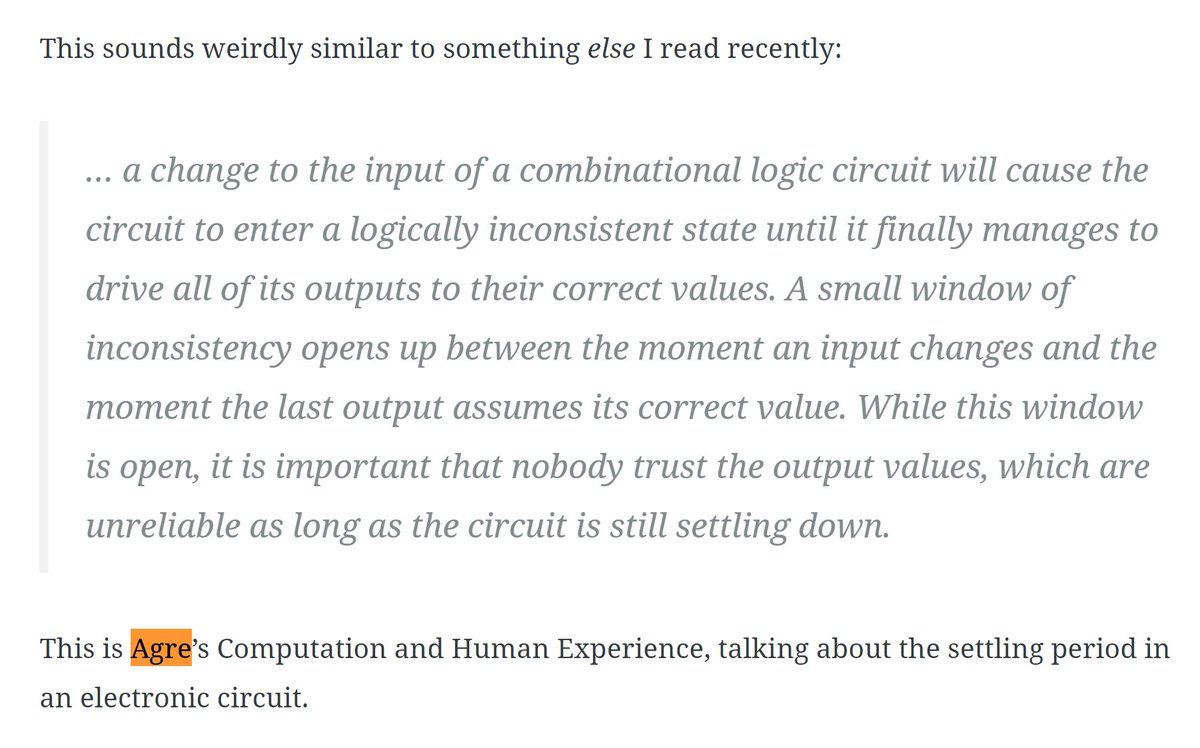 This sounds weirdly similar to something else I read recently:
... a change to the input of a combinational logic circuit will cause the
circuit to enter a logically inconsistent state until it finally manages to
drive all of its outputs to their correct values. A small window of
inconsistency opens up between the moment an input changes and the
moment the last output assumes its correct value. While this window
is open, it is important that nobody trust the output values, which are
unreliable as long as the circuit is still settling down.
This is Agre’s Computation and Human Experience, talking about the settling period in
an electronic circuit.